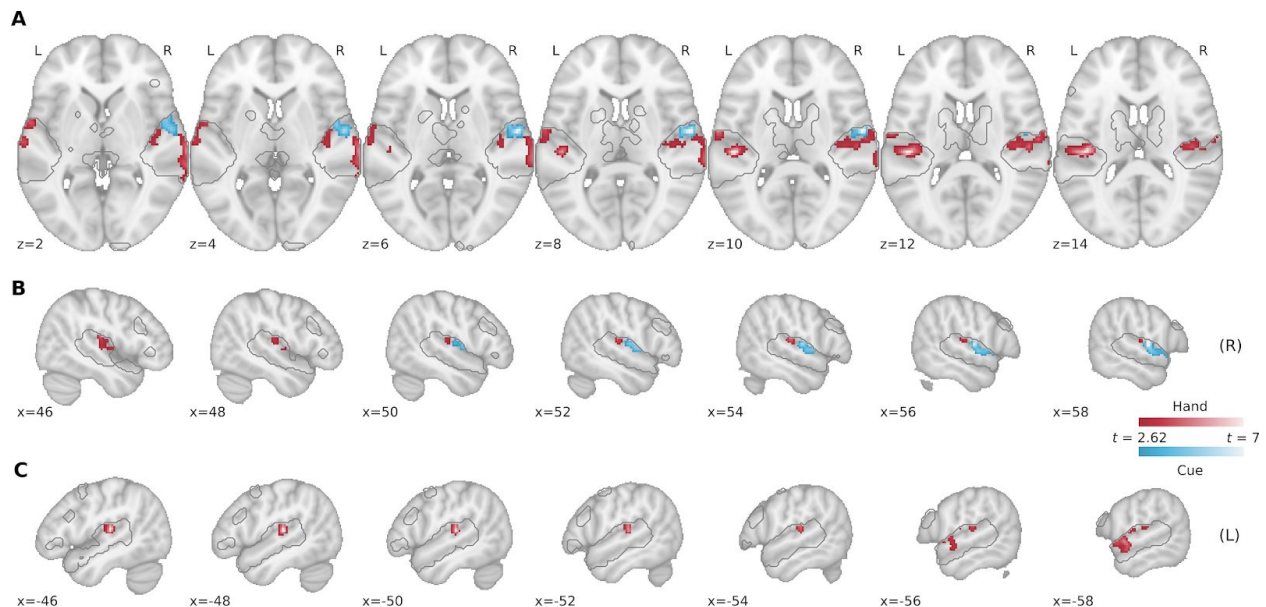 A
L R L R L R L R L R L R L R
z=2 z=4 z=6 z=8 z=10 z=12 z=14
B
(R)
x=46 x=48 x=50 x=52 x=54 x=56 x=58
Hand
t = 2.62 t = 7
Cue
C
(L)
x=-46 x=-48 x=-50 x=-52 x=-54 x=-56 x=-58